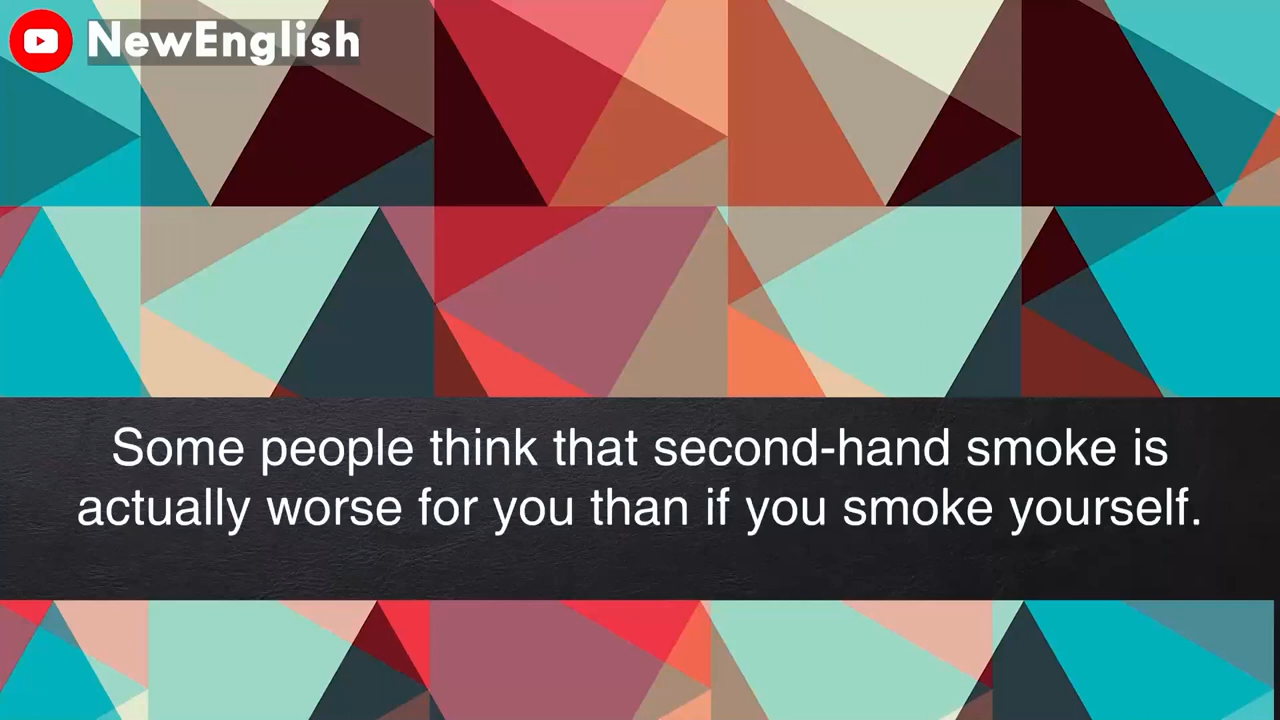 NewEnglish
Some people think that second-hand smoke is
actually worse for you than if you smoke yourself.